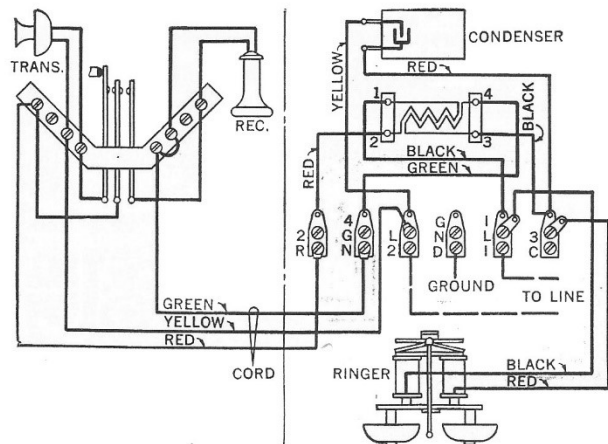 TRANS.
REC.
CONDENSER
YELLOW
RED
BLACK
1
4
2
3
BLACK
GREEN
RED
2
R
4
G
N
L
2
G
N
D
1
L
1
3
C
GROUND
TO LINE
GREEN
YELLOW
RED
CORD
RINGER
BLACK
RED